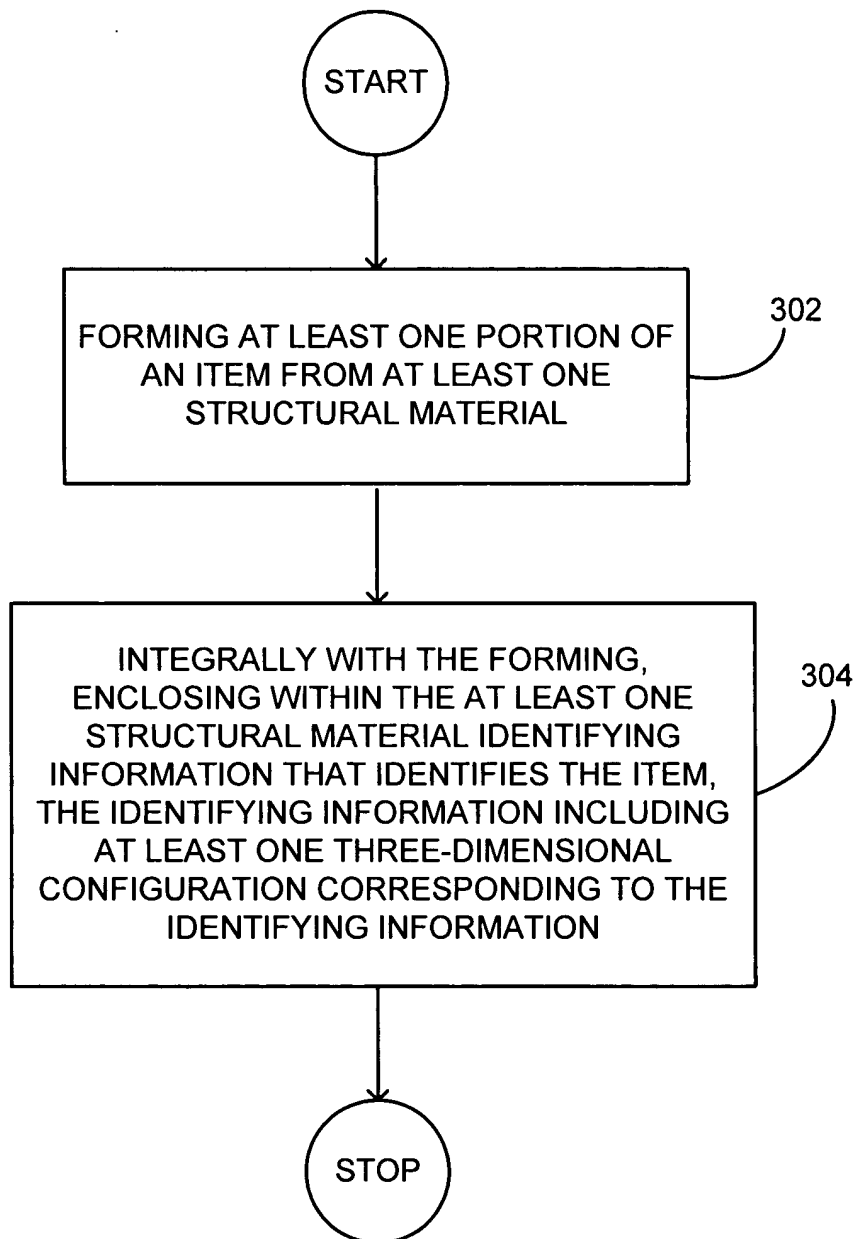 START
FORMING AT LEAST ONE PORTION OF
AN ITEM FROM AT LEAST ONE
STRUCTURAL MATERIAL
302
INTEGRALLY WITH THE FORMING,
ENCLOSING WITHIN THE AT LEAST ONE
STRUCTURAL MATERIAL IDENTIFYING
INFORMATION THAT IDENTIFIES THE ITEM,
THE IDENTIFYING INFORMATION INCLUDING
AT LEAST ONE THREE-DIMENSIONAL
CONFIGURATION CORRESPONDING TO THE
IDENTIFYING INFORMATION
304
STOP